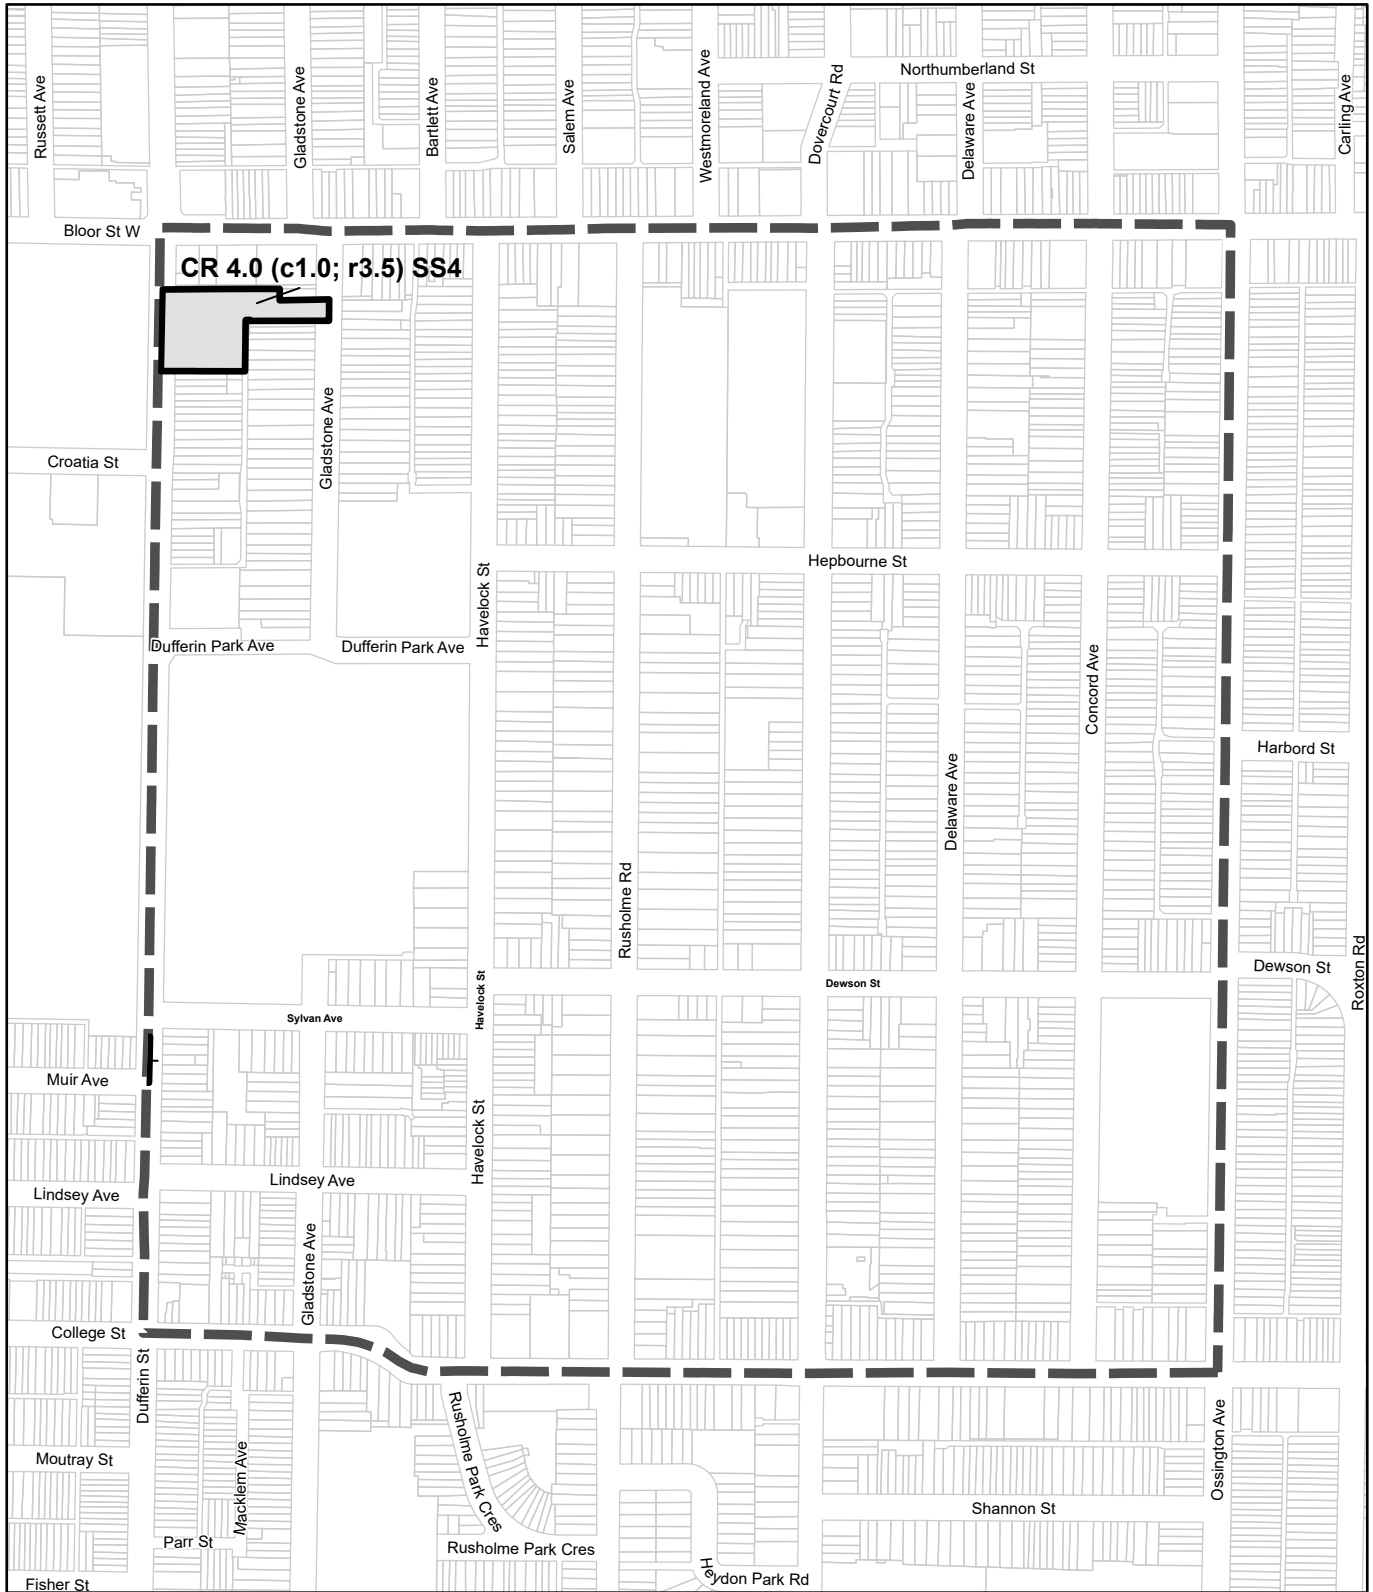 Northumberland St
Russett Ave
Gladstone Ave
Bartlett Ave
Salem Ave
Westmoreland Ave
Dovercourt Rd
Delaware Ave
Carling Ave
Bloor St W
CR 4.0 (c1.0; r3.5) SS4
Gladstone Ave
Croatia St
Hepbourne St
Havelock St
Dufferin Park Ave
Dufferin Park Ave
Concord Ave
Harbord St
Delaware Ave
Rusholme Rd
Roxton Rd
Dewson St
Dewson St
Havelock St
Sylvan Ave
Muir Ave
Havelock St
Lindsey Ave
Lindsey Ave
Gladstone Ave
College St
Dufferin St
Rusholme Park Cres
Ossington Ave
Moutray St
Macklem Ave
Shannon St
Parr St
Rusholme Park Cres
Heydon Park Rd
Fisher St